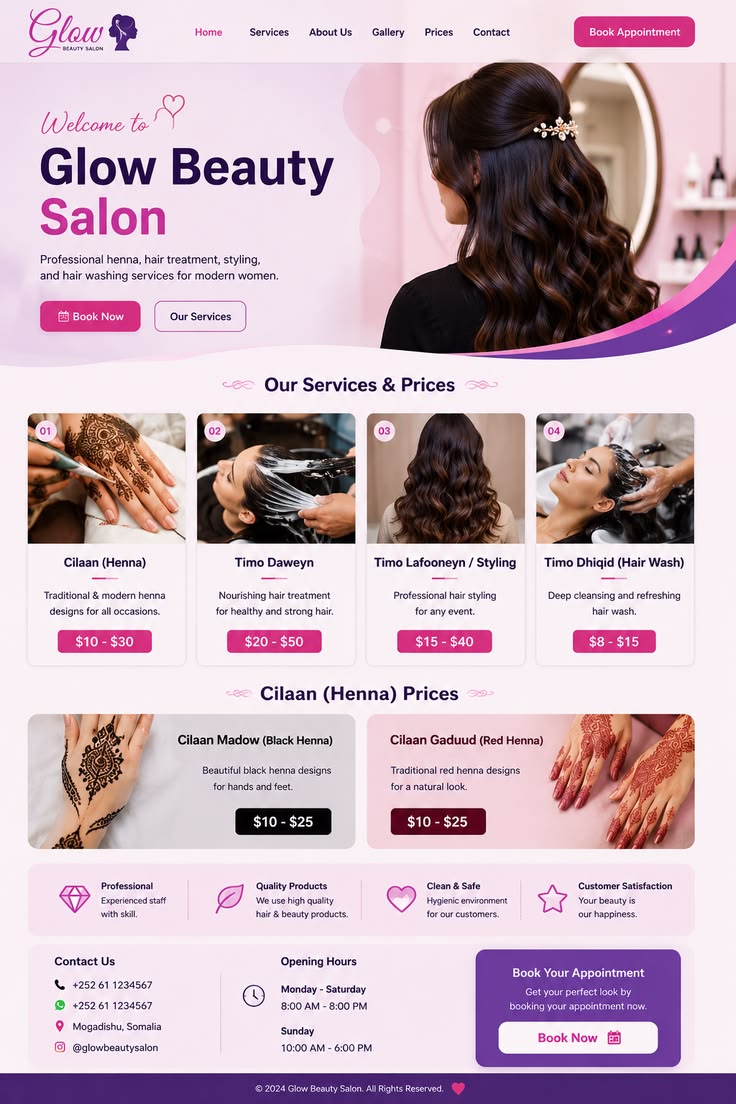 Glow
BEAUTY SALON
Home
Services
About Us
Gallery
Prices
Contact
Book Appointment
Welcome to
Glow Beauty
Salon
Professional henna, hair treatment, styling,
and hair washing services for modern women.
Book Now
Our Services
Our Services & Prices
01
Cilaan (Henna)
Traditional & modern henna
designs for all occasions.
$10 - $30
02
Timo Daweyn
Nourishing hair treatment
for healthy and strong hair.
$20 - $50
03
Timo Lafooneyn / Styling
Professional hair styling
for any event.
$15 - $40
04
Timo Dhiqid (Hair Wash)
Deep cleansing and refreshing
hair wash.
$8 - $15
Cilaan (Henna) Prices
Cilaan Madow (Black Henna)
Beautiful black henna designs
for hands and feet.
$10 - $25
Cilaan Gaduud (Red Henna)
Traditional red henna designs
for a natural look.
$10 - $25
Professional
Experienced staff
with skill.
Quality Products
We use high quality
hair & beauty products.
Clean & Safe
Hygienic environment
for our customers.
Customer Satisfaction
Your beauty is
our happiness.
Contact Us
+252 61 1234567
+252 61 1234567
Mogadishu, Somalia
@glowbeautysalon
Opening Hours
Monday - Saturday
8:00 AM - 8:00 PM
Sunday
10:00 AM - 6:00 PM
Book Your Appointment
Get your perfect look by
booking your appointment now.
Book Now
© 2024 Glow Beauty Salon. All Rights Reserved.